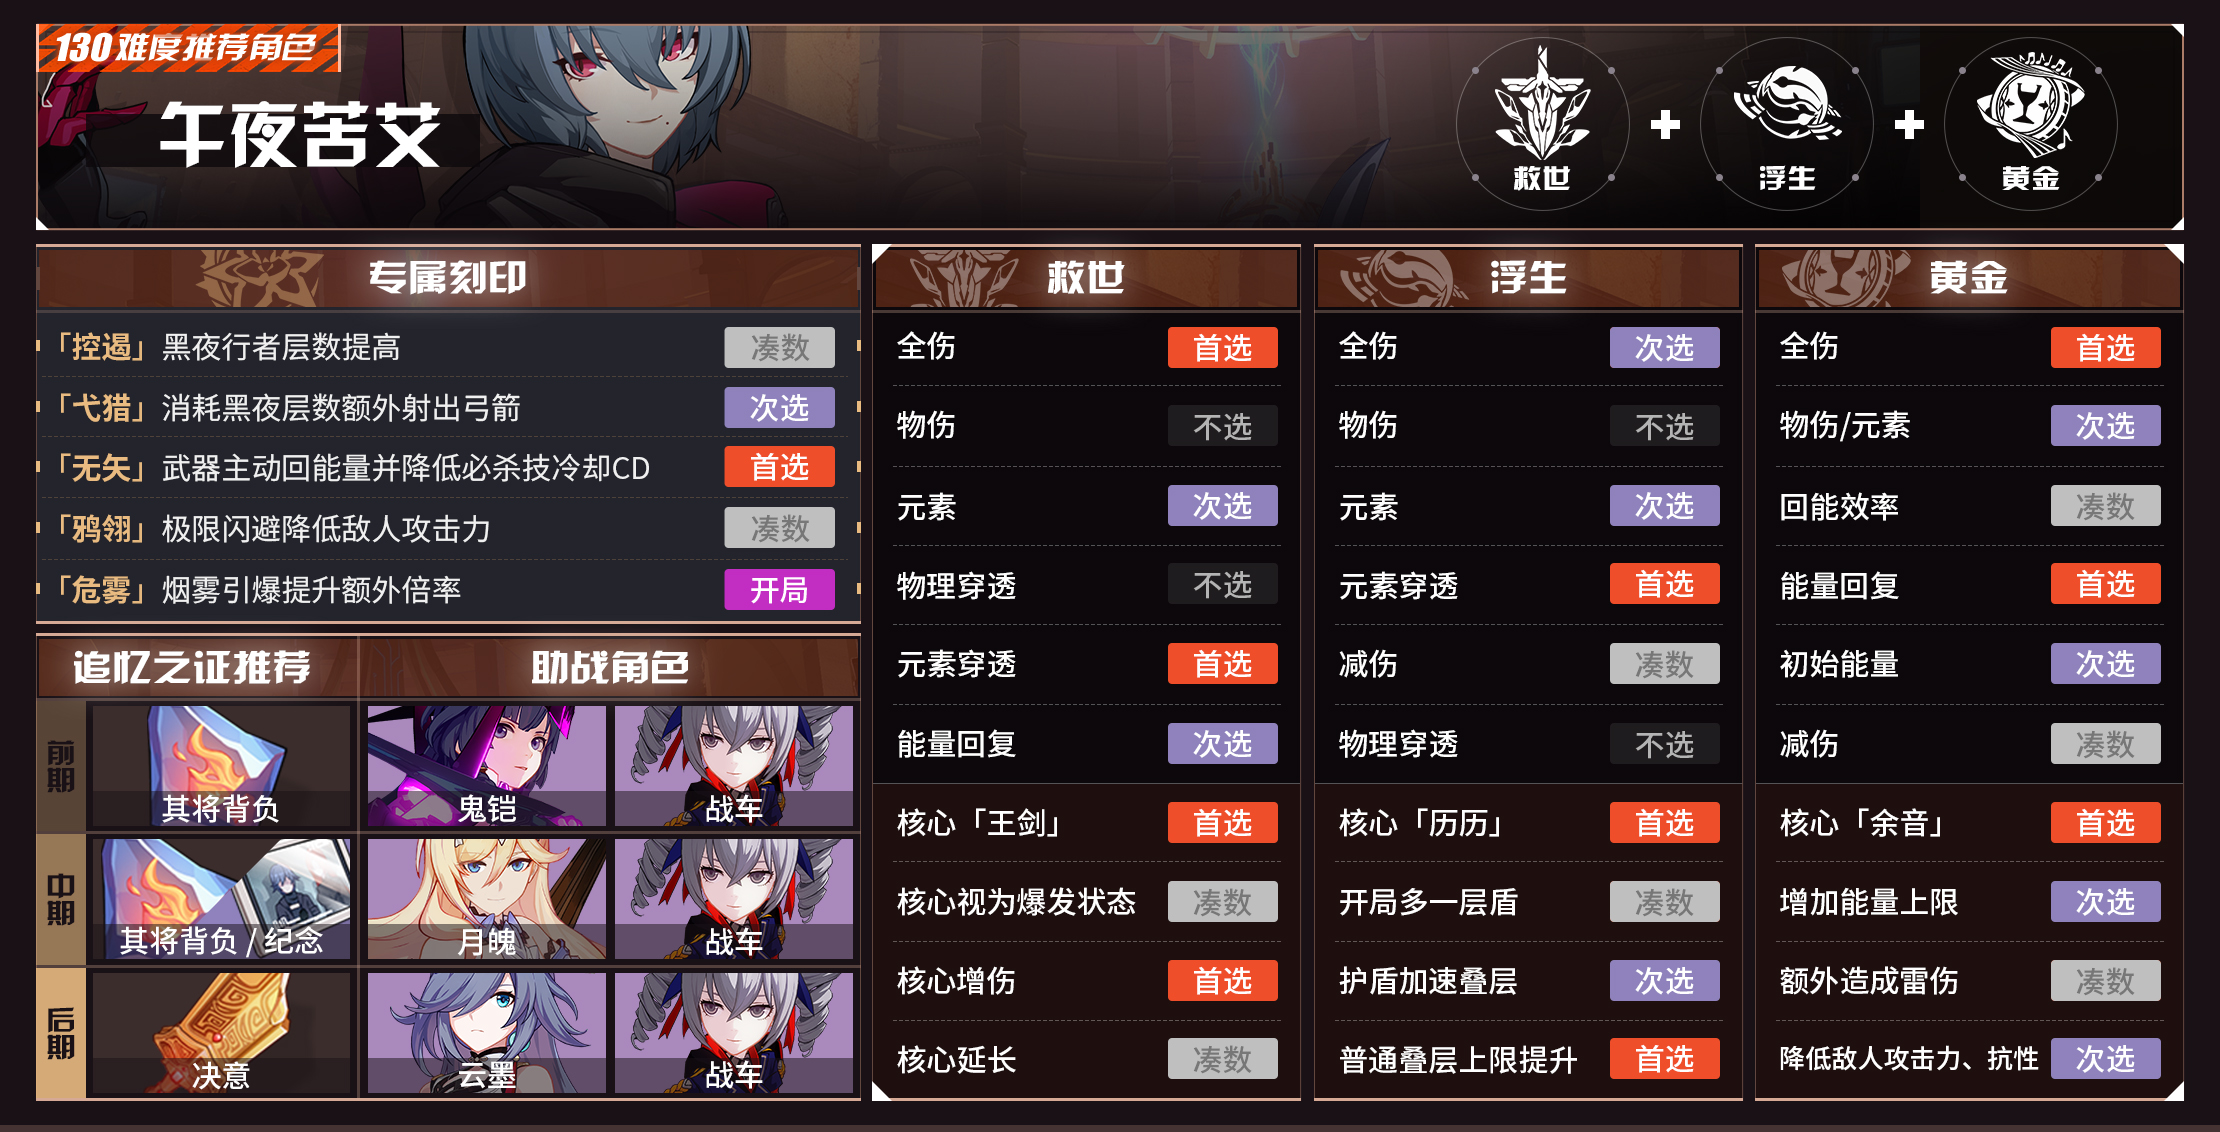 130难度推荐角色
午夜苦艾
救世
浮生
黄金
专属刻印
「控遏」黑夜行者层数提高 凑数
「弋猎」消耗黑夜层数额外射出弓箭 次选
「无矢」武器主动回能量并降低必杀技冷却CD 首选
「鸦翎」极限闪避降低敌人攻击力 凑数
「危雾」烟雾引爆提升额外倍率 开局
追忆之证推荐
助战角色
前期
其将背负
鬼铠
战车
中期
其将背负 / 纪念
月魄
战车
后期
决意
云墨
战车
救世
全伤 首选
物伤 不选
元素 次选
物理穿透 不选
元素穿透 首选
能量回复 次选
核心「王剑」 首选
核心视为爆发状态 凑数
核心增伤 首选
核心延长 凑数
浮生
全伤 次选
物伤 不选
元素 次选
元素穿透 首选
减伤 凑数
物理穿透 不选
核心「历历」 首选
开局多一层盾 凑数
护盾加速叠层 次选
普通叠层上限提升 首选
黄金
全伤 首选
物伤/元素 次选
回能效率 凑数
能量回复 首选
初始能量 次选
减伤 凑数
核心「余音」 首选
增加能量上限 次选
额外造成雷伤 凑数
降低敌人攻击力、抗性 次选